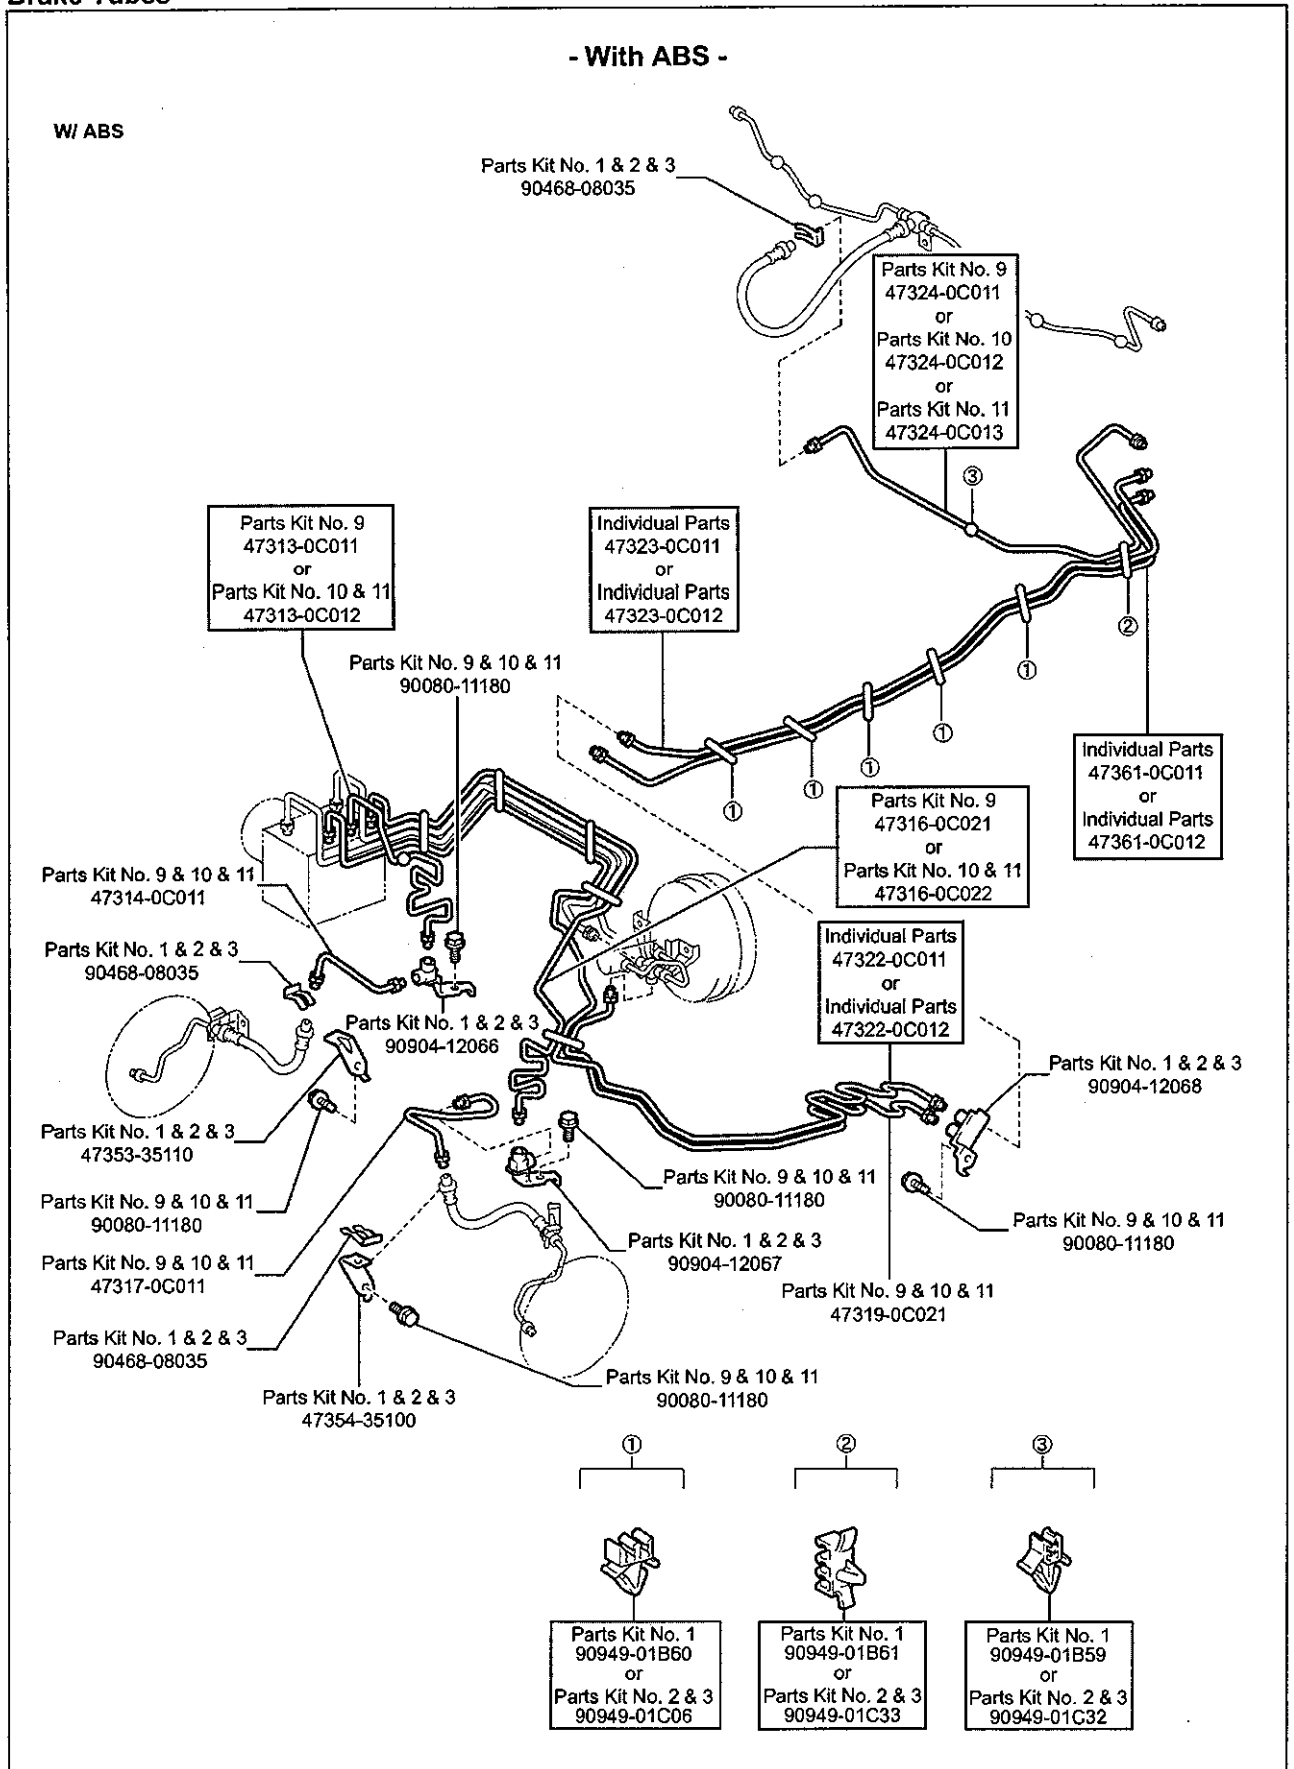 Brake Tubes
- With ABS -
W/ ABS
Parts Kit No. 1 & 2 & 3
90468-08035
Parts Kit No. 9
47324-0C011
or
Parts Kit No. 10
47324-0C012
or
Parts Kit No. 11
47324-0C013
③
Parts Kit No. 9
47313-0C011
or
Parts Kit No. 10 & 11
47313-0C012
Individual Parts
47323-0C011
or
Individual Parts
47323-0C012
②
①
①
①
①
①
Parts Kit No. 9 & 10 & 11
90080-11180
Individual Parts
47361-0C011
or
Individual Parts
47361-0C012
Parts Kit No. 9
47316-0C021
or
Parts Kit No. 10 & 11
47316-0C022
Parts Kit No. 9 & 10 & 11
47314-0C011
Individual Parts
47322-0C011
or
Individual Parts
47322-0C012
Parts Kit No. 1 & 2 & 3
90468-08035
Parts Kit No. 1 & 2 & 3
90904-12066
Parts Kit No. 1 & 2 & 3
90904-12068
Parts Kit No. 1 & 2 & 3
47353-35110
Parts Kit No. 9 & 10 & 11
90080-11180
Parts Kit No. 9 & 10 & 11
90080-11180
Parts Kit No. 9 & 10 & 11
90080-11180
Parts Kit No. 1 & 2 & 3
90904-12067
Parts Kit No. 9 & 10 & 11
47317-0C011
Parts Kit No. 9 & 10 & 11
47319-0C021
Parts Kit No. 1 & 2 & 3
90468-08035
Parts Kit No. 9 & 10 & 11
90080-11180
Parts Kit No. 1 & 2 & 3
47354-35100
①
②
③
Parts Kit No. 1
90949-01B60
or
Parts Kit No. 2 & 3
90949-01C06
Parts Kit No. 1
90949-01B61
or
Parts Kit No. 2 & 3
90949-01C33
Parts Kit No. 1
90949-01B59
or
Parts Kit No. 2 & 3
90949-01C32